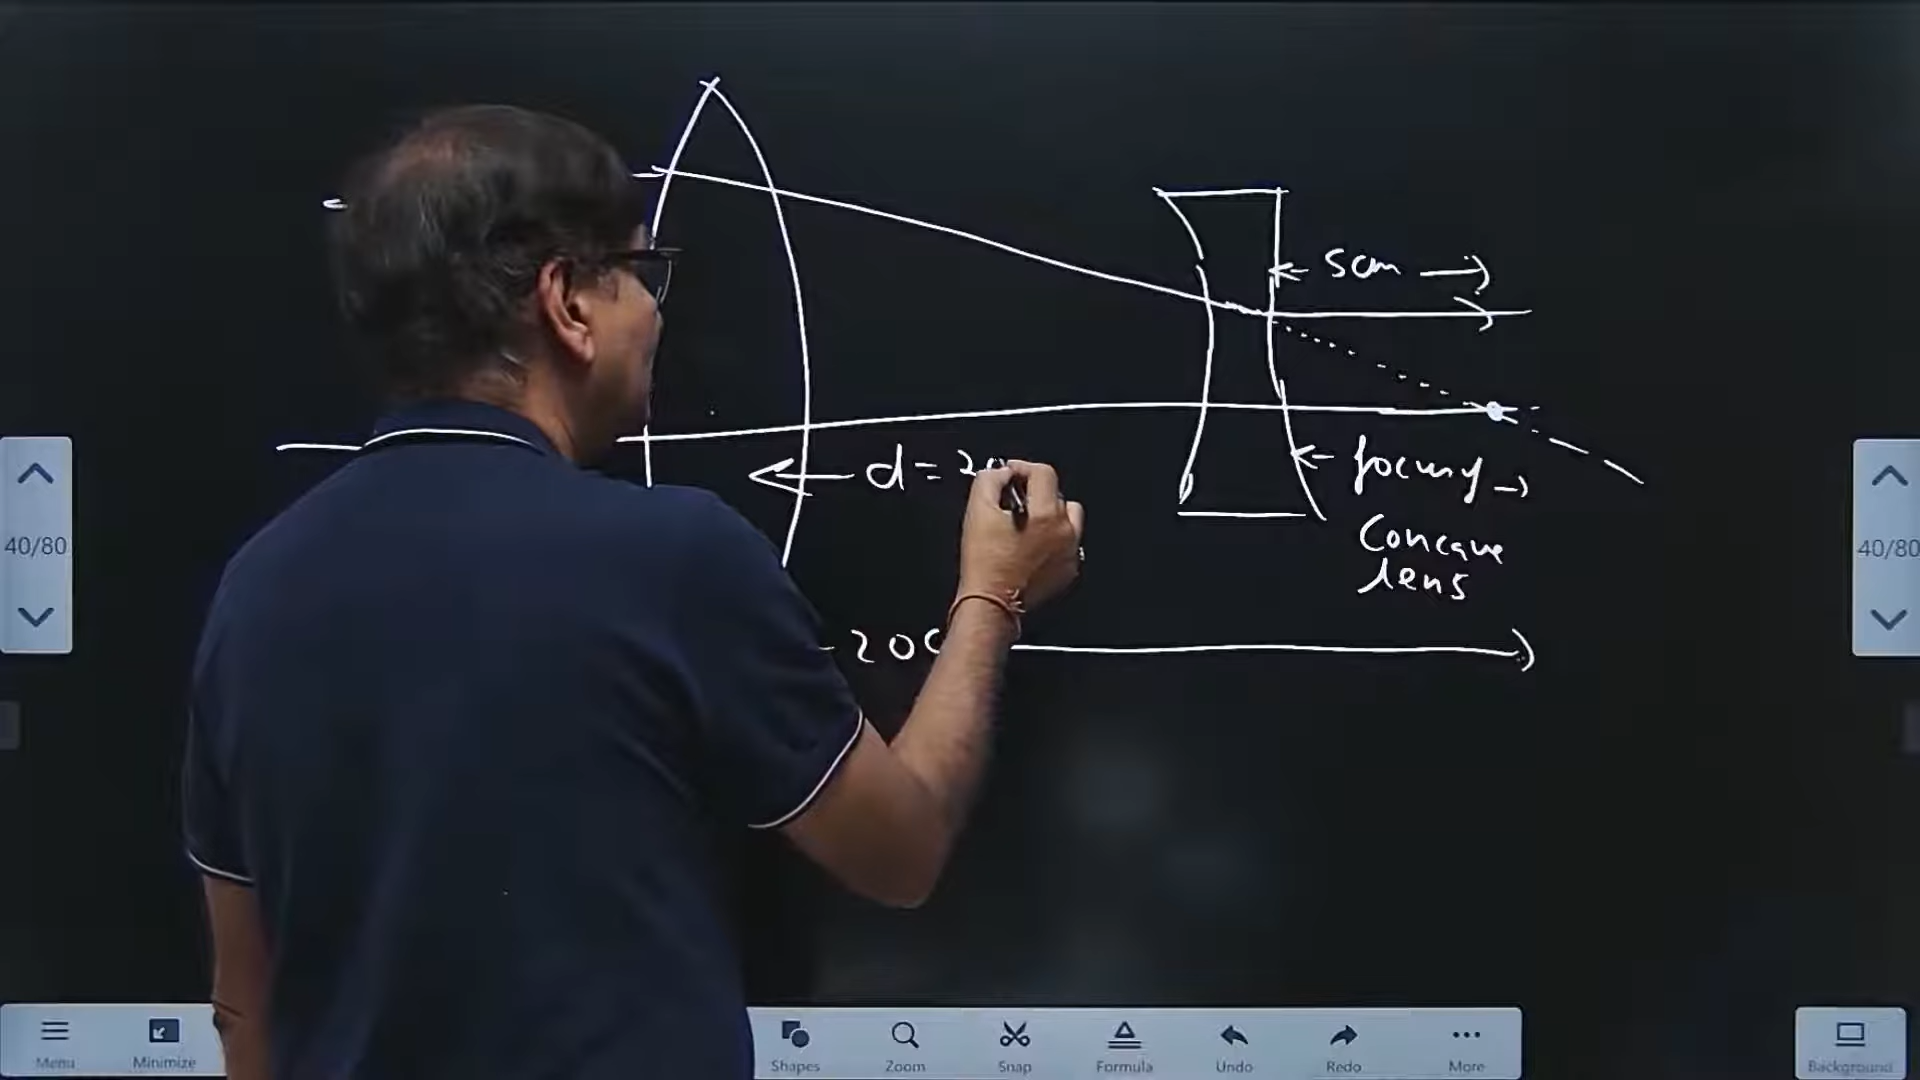 ← 5cm →
← d = 20
← focus →
Concave
lens
20c
40/80
40/80
Menu
Minimize
Shapes
Zoom
Snap
Formula
Undo
Redo
More
Background